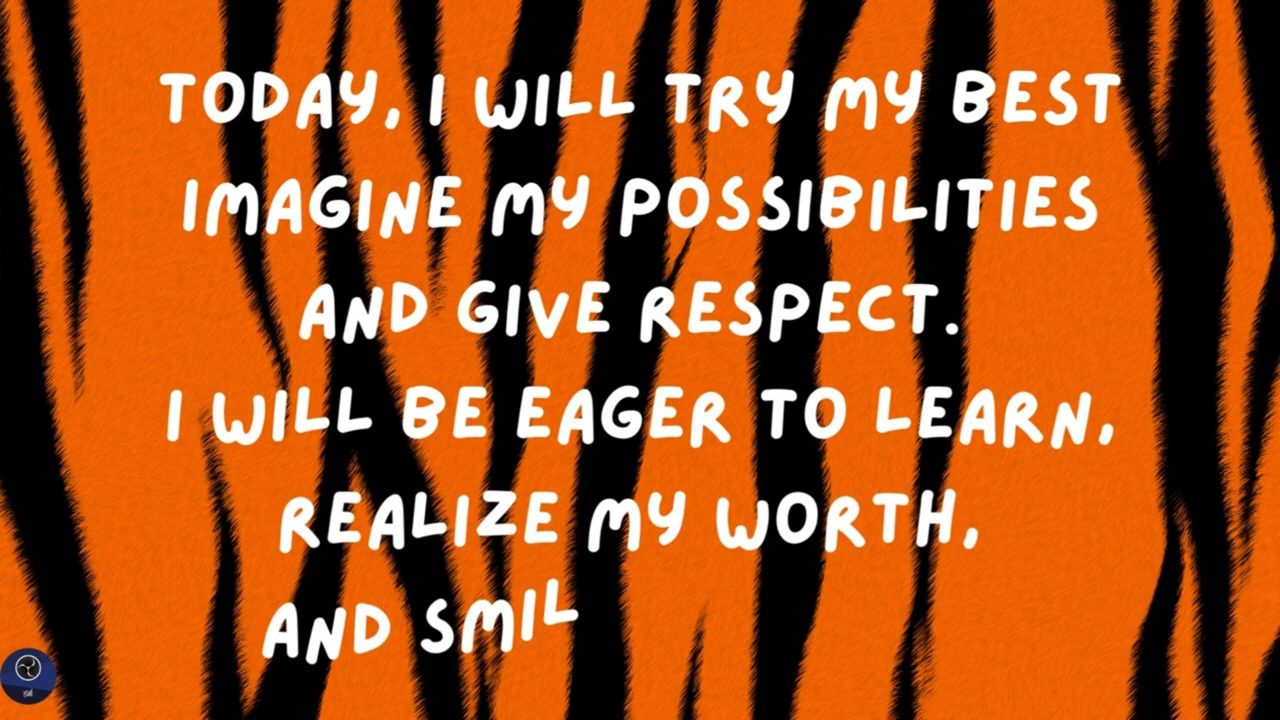 TODAY, I WILL TRY MY BEST
IMAGINE MY POSSIBILITIES
AND GIVE RESPECT.
I WILL BE EAGER TO LEARN,
REALIZE MY WORTH,
AND SMIL